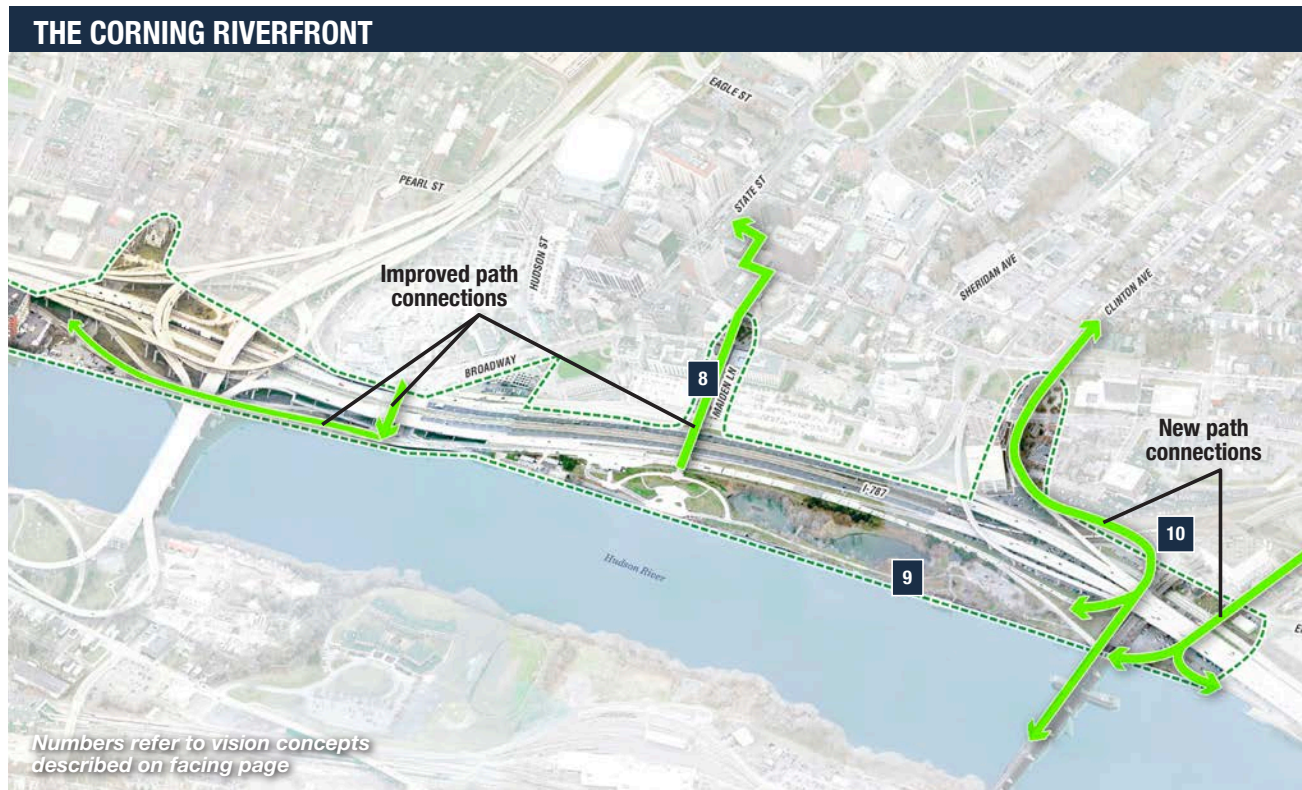 THE CORNING RIVERFRONT
EAGLE ST
PEARL ST
STATE ST
HUDSON ST
Improved path
connections
SHERIDAN AVE
CLINTON AVE
BROADWAY
8
MAIDEN LN
New path
connections
I-787
10
Hudson River
9
Numbers refer to vision concepts
described on facing page